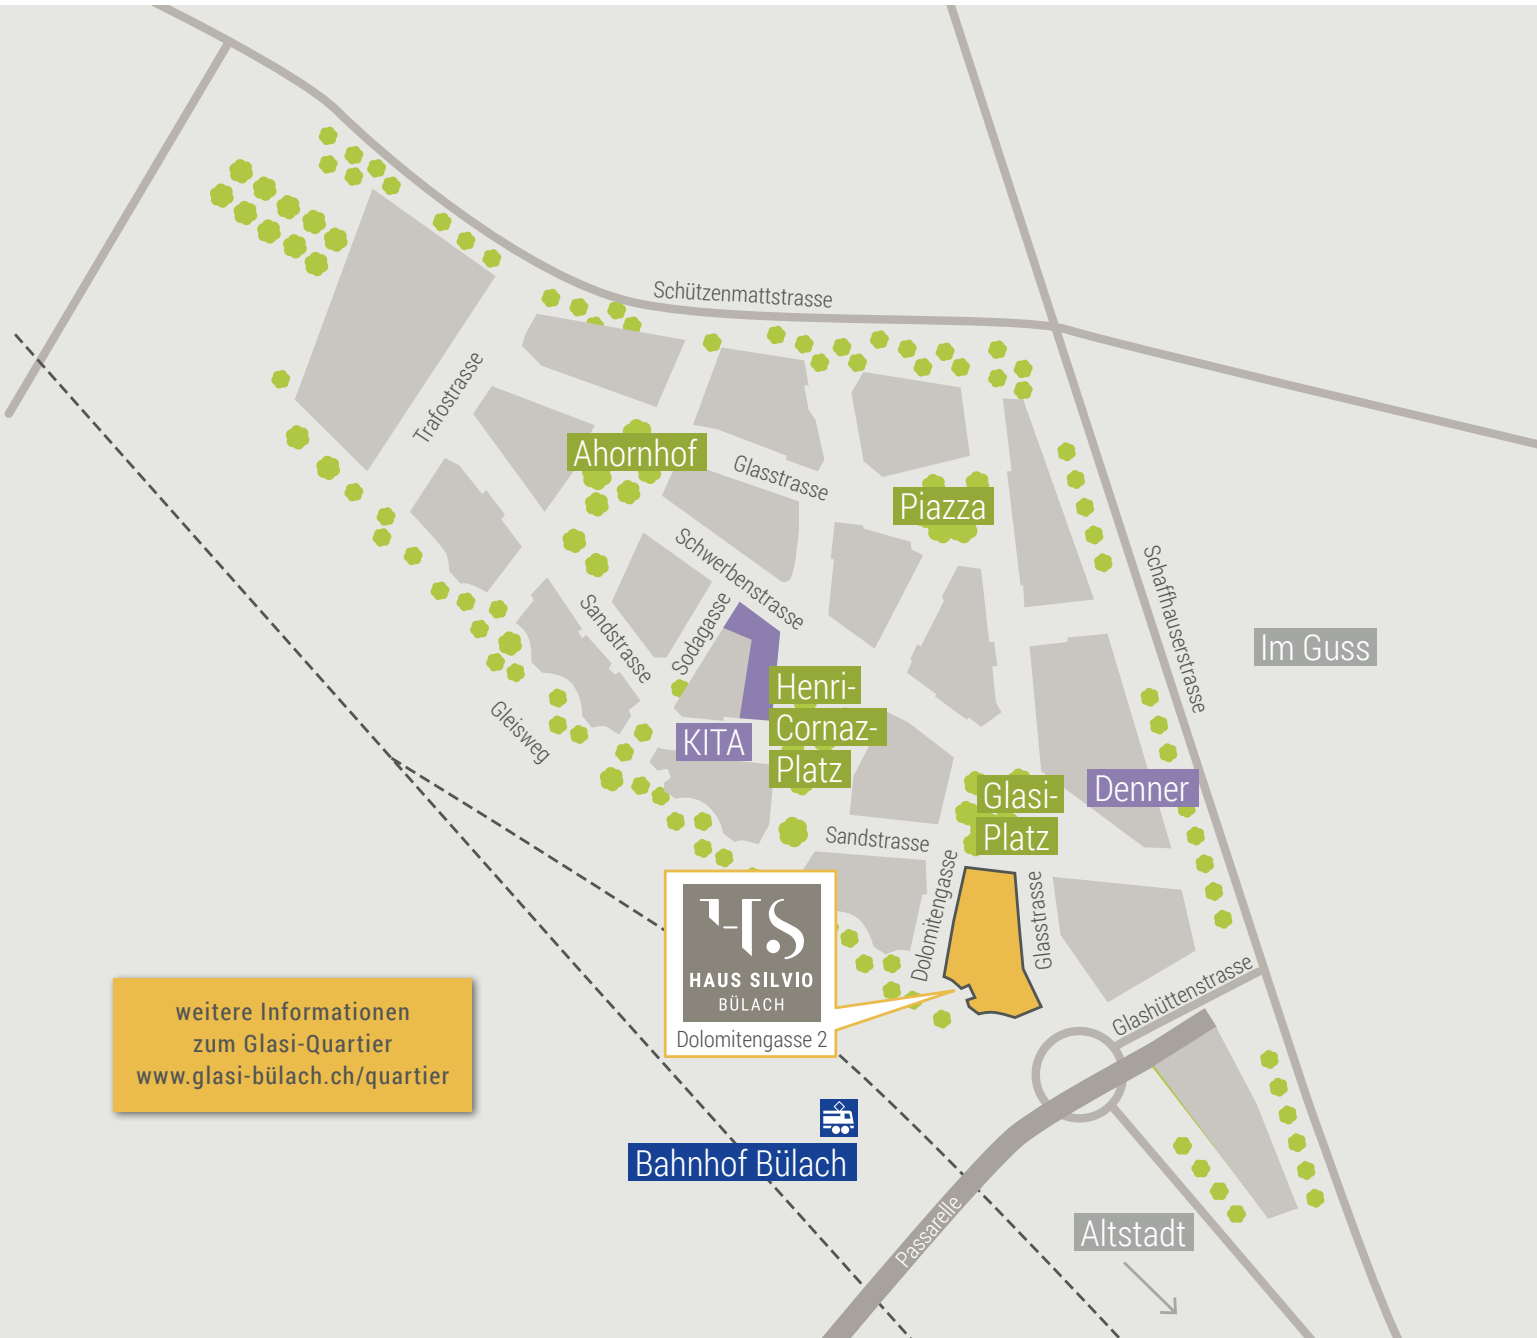 Schützenmattstrasse
Trafostrasse
Ahornhof
Glasstrasse
Piazza
Schwerbenstrasse
Schaffhauserstrasse
Sandstrasse
Sodagasse
Im Guss
Henri-
Cornaz-
Platz
Gleisweg
KITA
Denner
Glasi-
Platz
Sandstrasse
Dolomitengasse
Glasstrasse
HS
HAUS SILVIO
BÜLACH
Dolomitengasse 2
Glashüttenstrasse
weitere Informationen
zum Glasi-Quartier
www.glasi-bülach.ch/quartier
Bahnhof Bülach
Passarelle
Altstadt